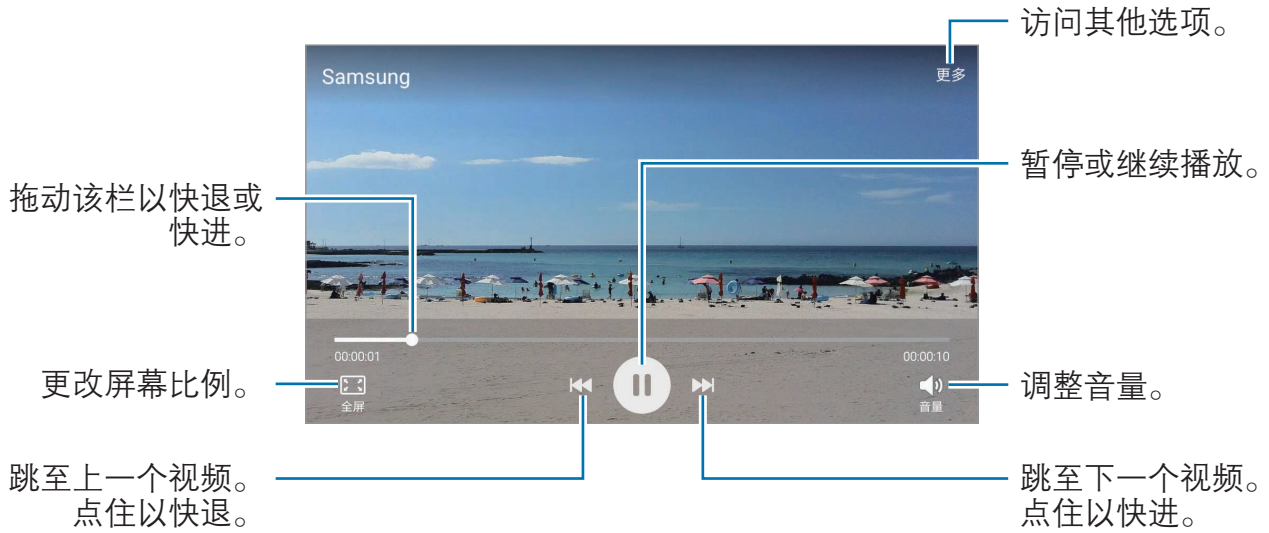 访问其他选项。
Samsung
更多
暂停或继续播放。
拖动该栏以快退或
快进。
00:00:01
00:00:10
更改屏幕比例。
全屏
音量
调整音量。
跳至上一个视频。
点住以快退。
跳至下一个视频。
点住以快进。